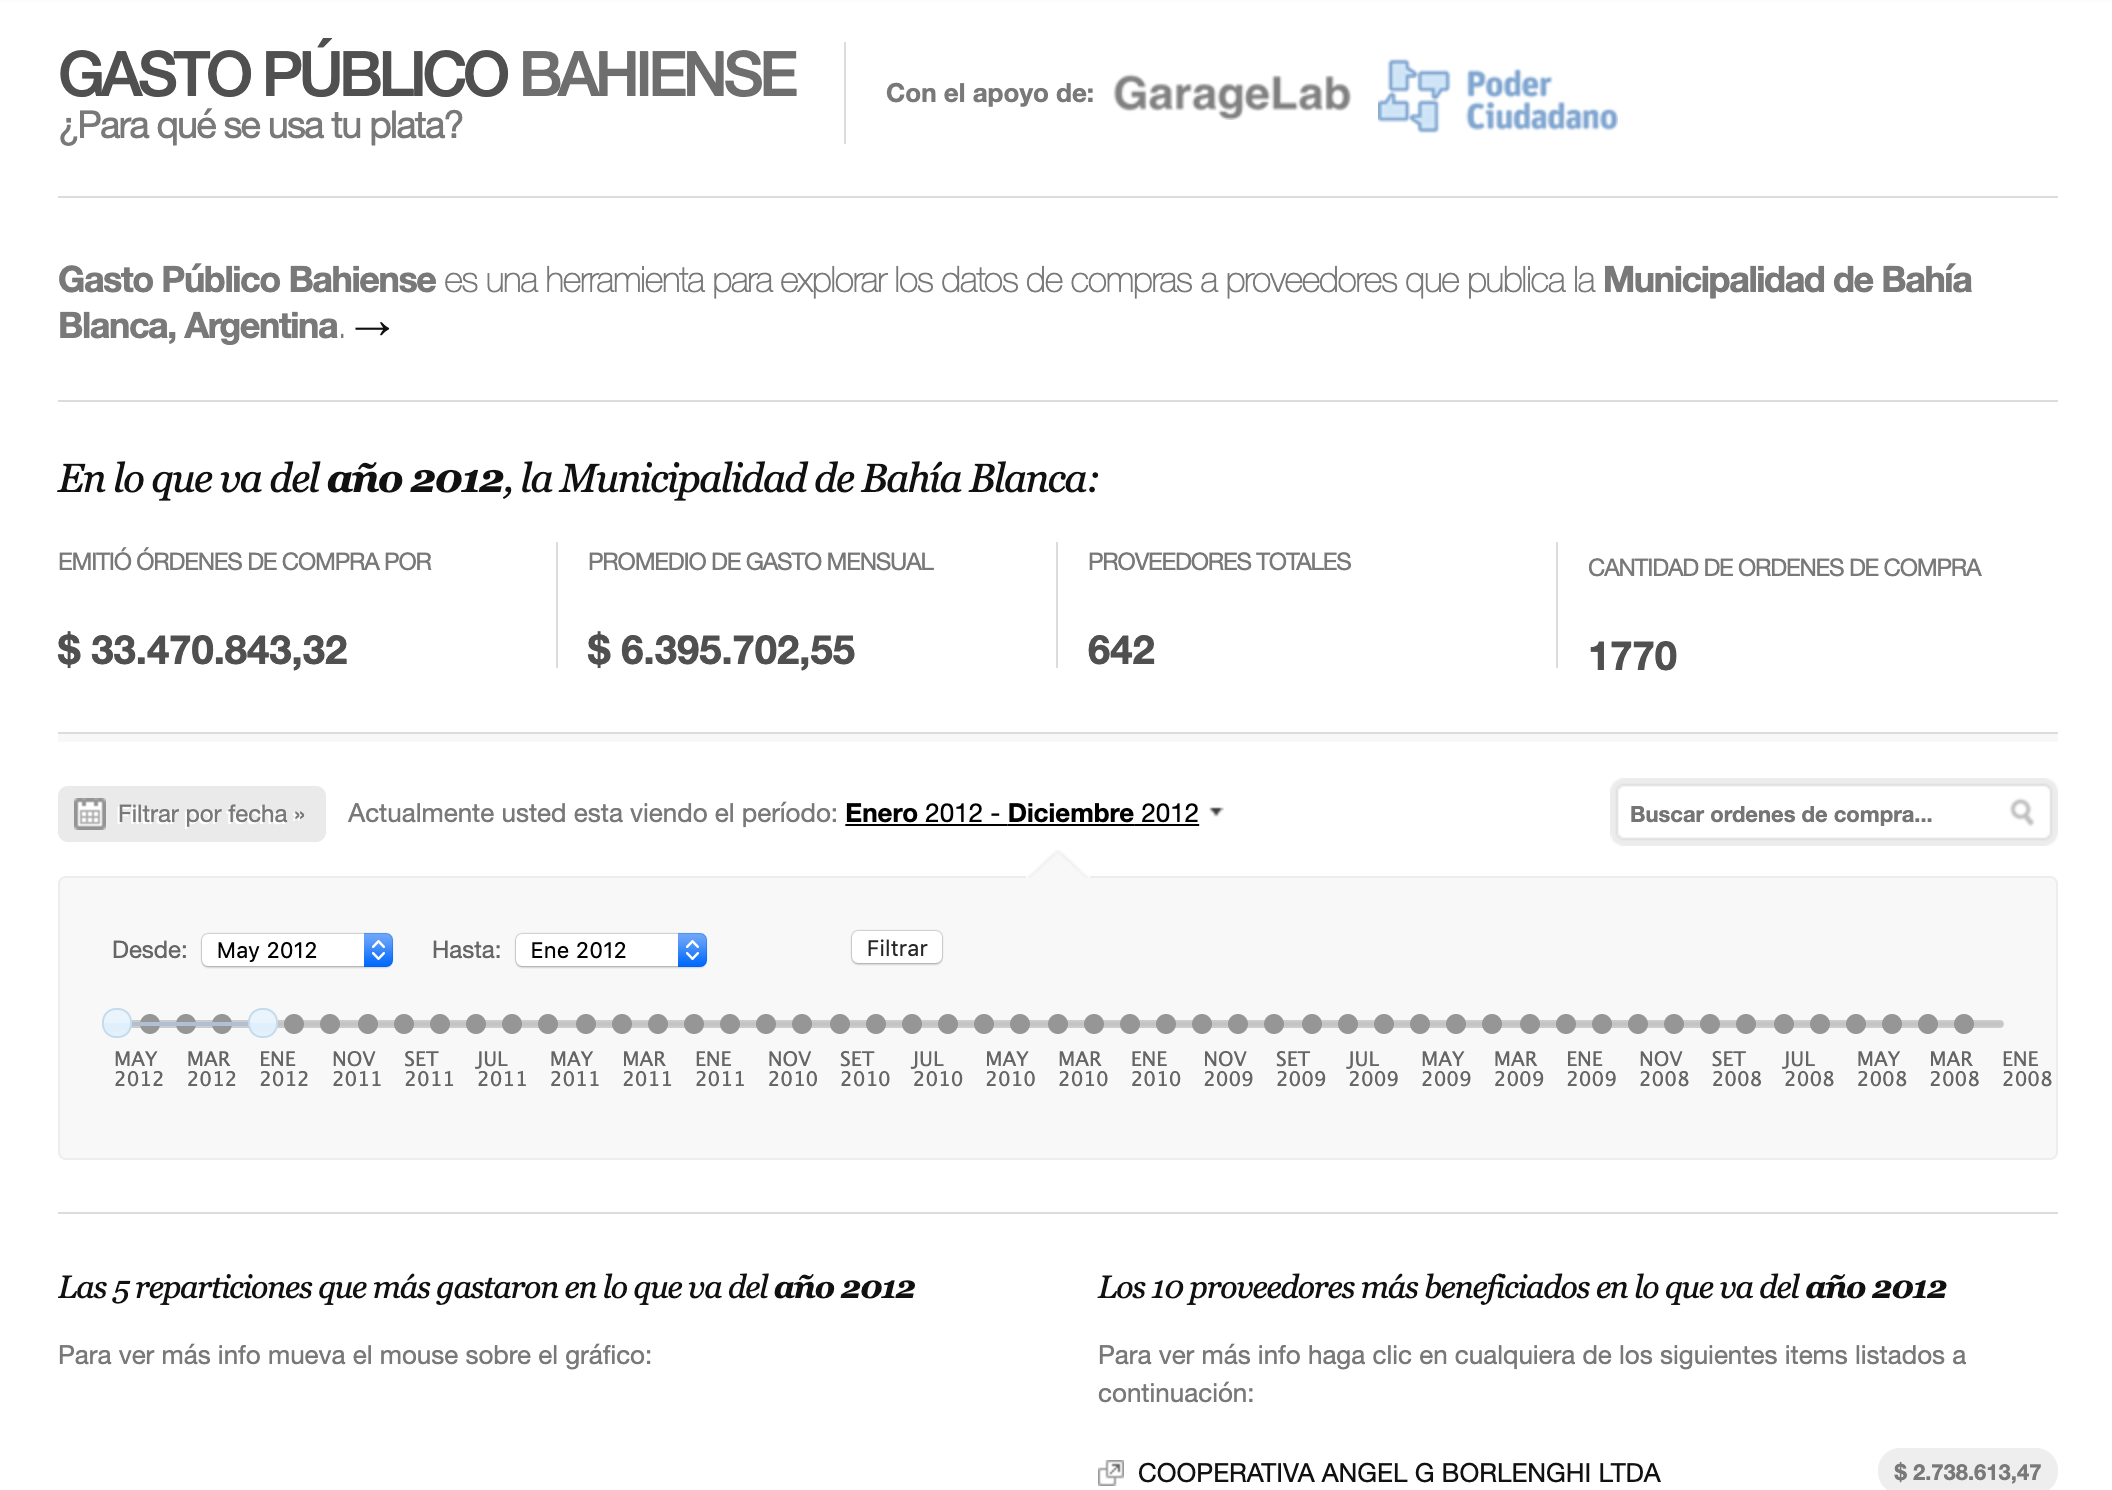 GASTO PÚBLICO BAHIENSE
¿Para qué se usa tu plata?
Con el apoyo de: GarageLab
Poder
Ciudadano
Gasto Público Bahiense es una herramienta para explorar los datos de compras a proveedores que publica la Municipalidad de Bahía
Blanca, Argentina. →
En lo que va del año 2012, la Municipalidad de Bahía Blanca:
EMITIÓ ÓRDENES DE COMPRA POR
$ 33.470.843,32
PROMEDIO DE GASTO MENSUAL
$ 6.395.702,55
PROVEEDORES TOTALES
642
CANTIDAD DE ORDENES DE COMPRA
1770
Filtrar por fecha »
Actualmente usted esta viendo el período: Enero 2012 - Diciembre 2012
Buscar ordenes de compra...
Desde: May 2012 Hasta: Ene 2012 Filtrar
MAY MAR ENE NOV SET JUL MAY MAR ENE NOV SET JUL MAY MAR ENE NOV SET JUL MAY MAR ENE NOV SET JUL MAY MAR ENE
2012 2012 2012 2011 2011 2011 2011 2011 2011 2010 2010 2010 2010 2010 2010 2009 2009 2009 2009 2009 2009 2008 2008 2008 2008 2008 2008
Las 5 reparticiones que más gastaron en lo que va del año 2012
Para ver más info mueva el mouse sobre el gráfico:
Los 10 proveedores más beneficiados en lo que va del año 2012
Para ver más info haga clic en cualquiera de los siguientes items listados a
continuación:
COOPERATIVA ANGEL G BORLENGHI LTDA
$ 2.738.613,47